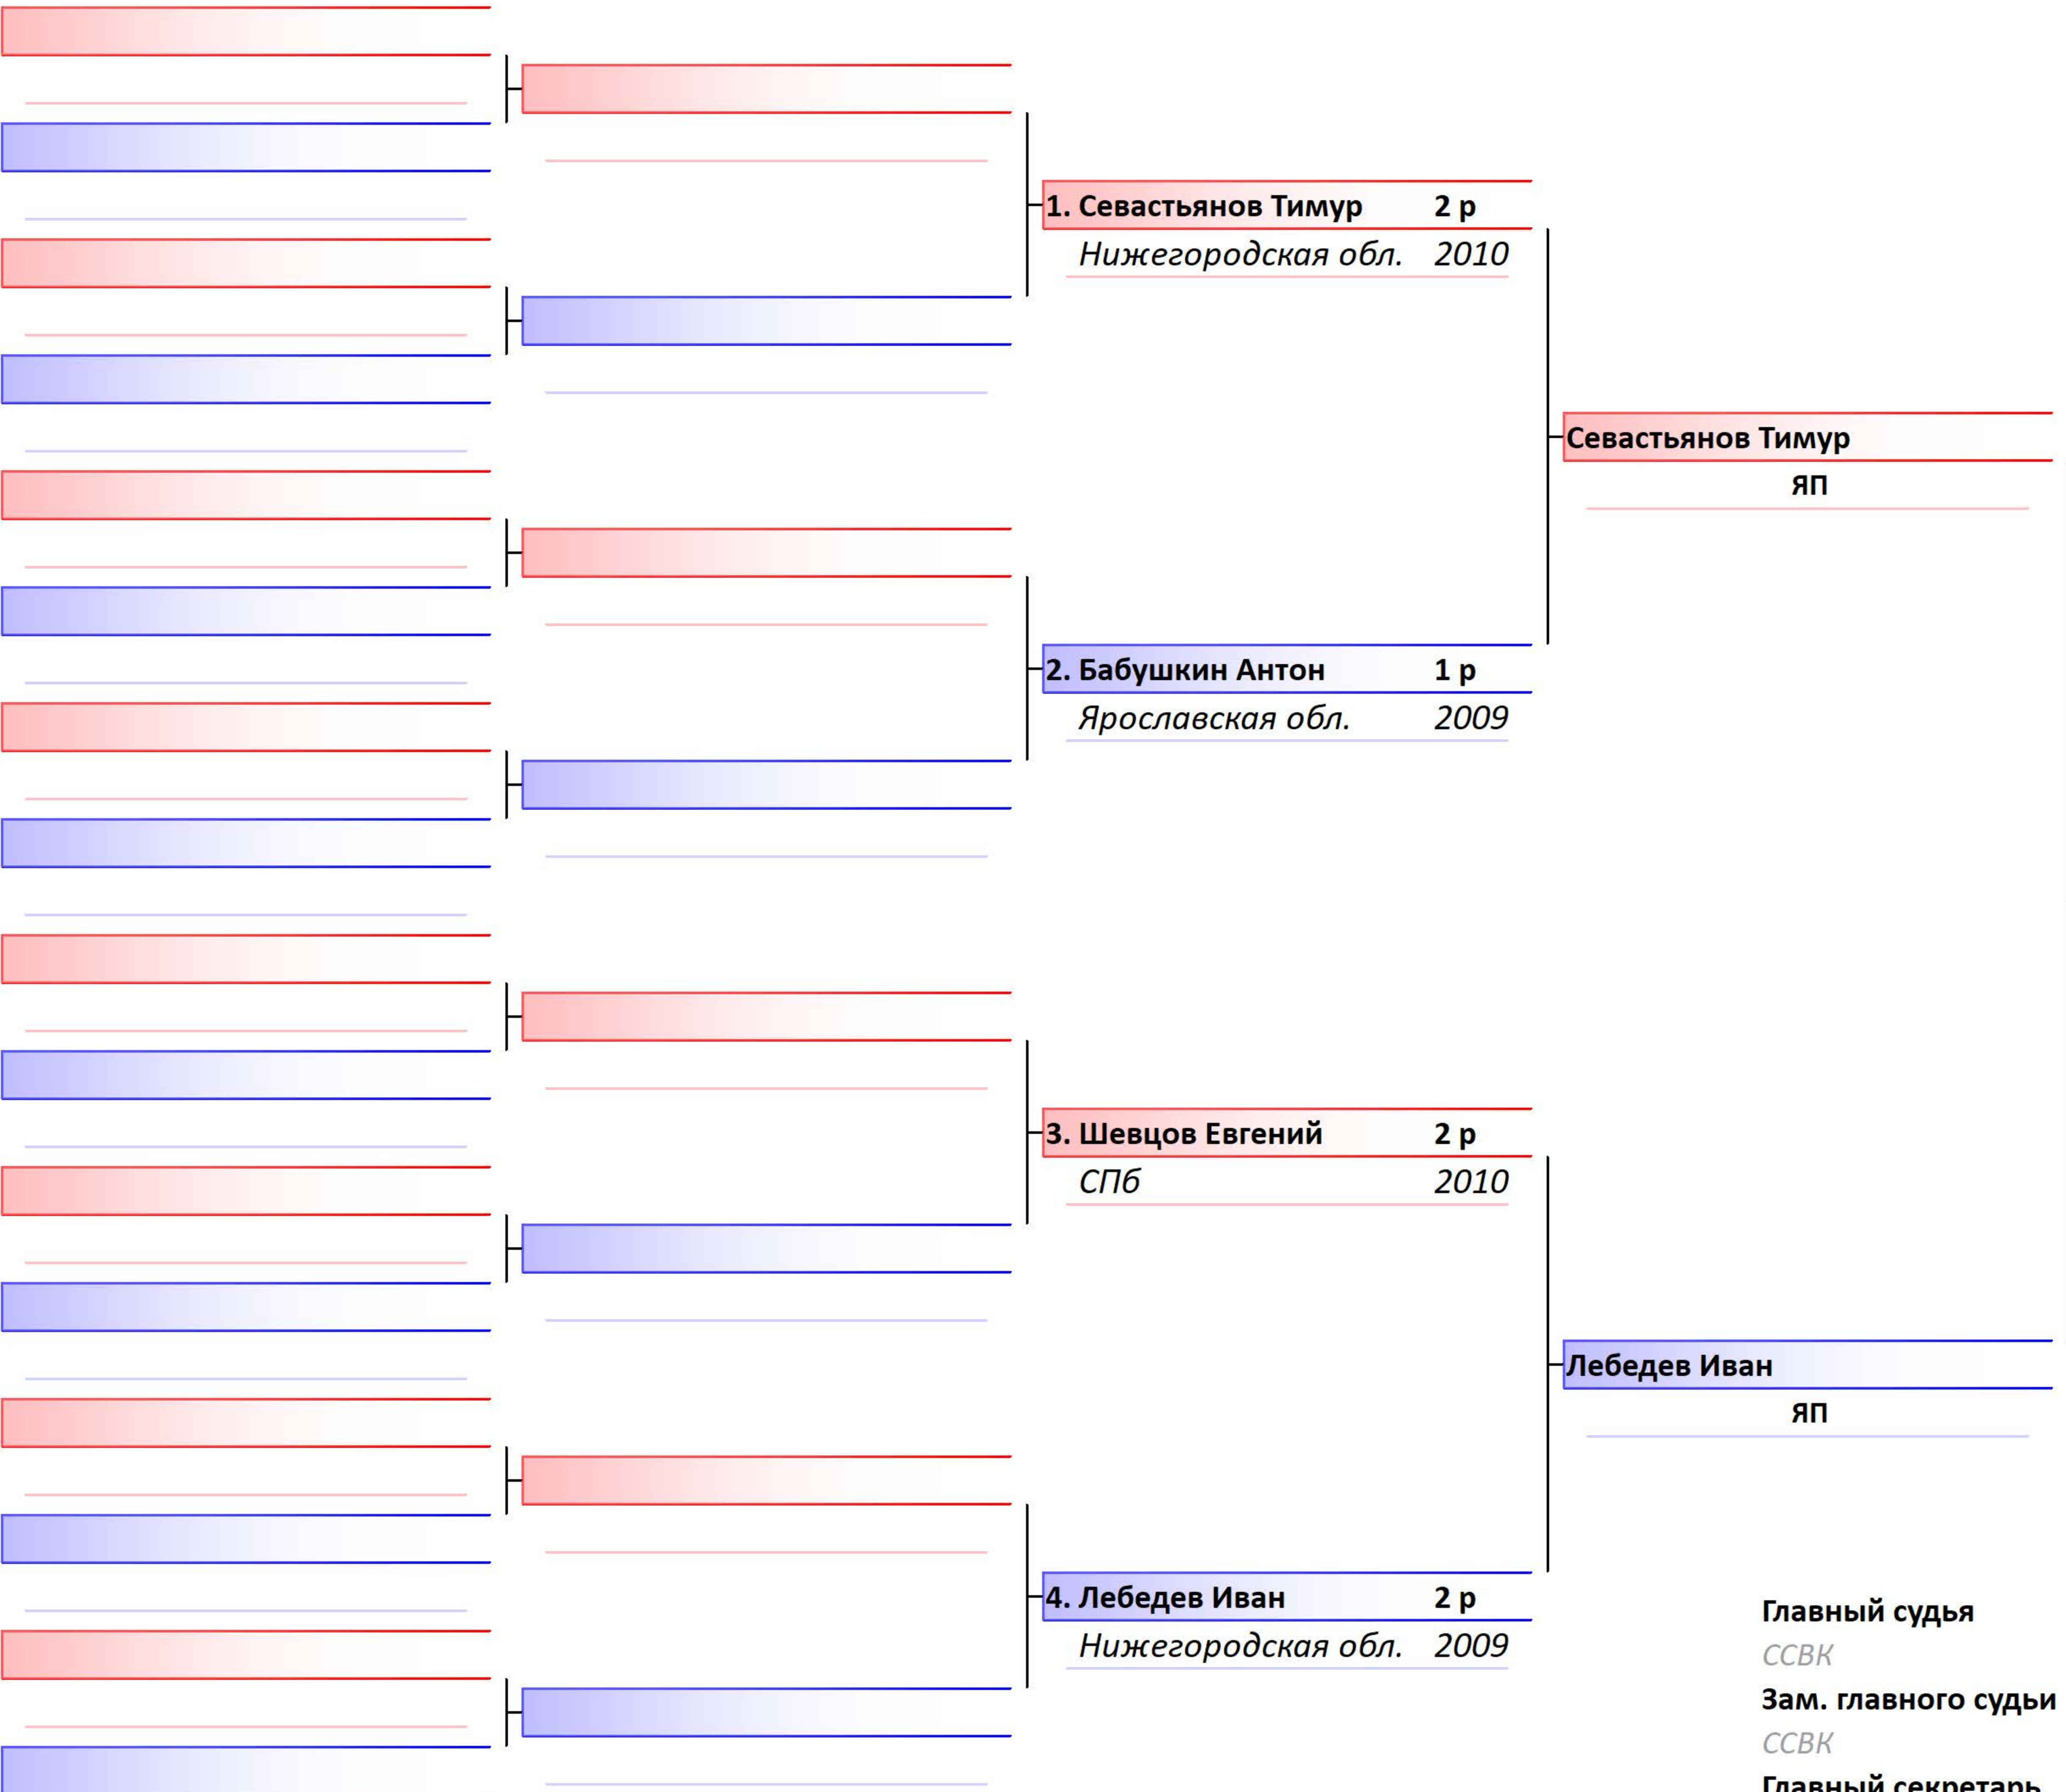 1. Севастьянов Тимур 2 р
Нижегородская обл. 2010
Севастьянов Тимур
ЯП
2. Бабушкин Антон 1 р
Ярославская обл. 2009
3. Шевцов Евгений 2 р
СПб 2010
Лебедев Иван
ЯП
4. Лебедев Иван 2 р
Нижегородская обл. 2009
Главный судья
ССВК
Зам. главного судьи
ССВК
Главный секретарь